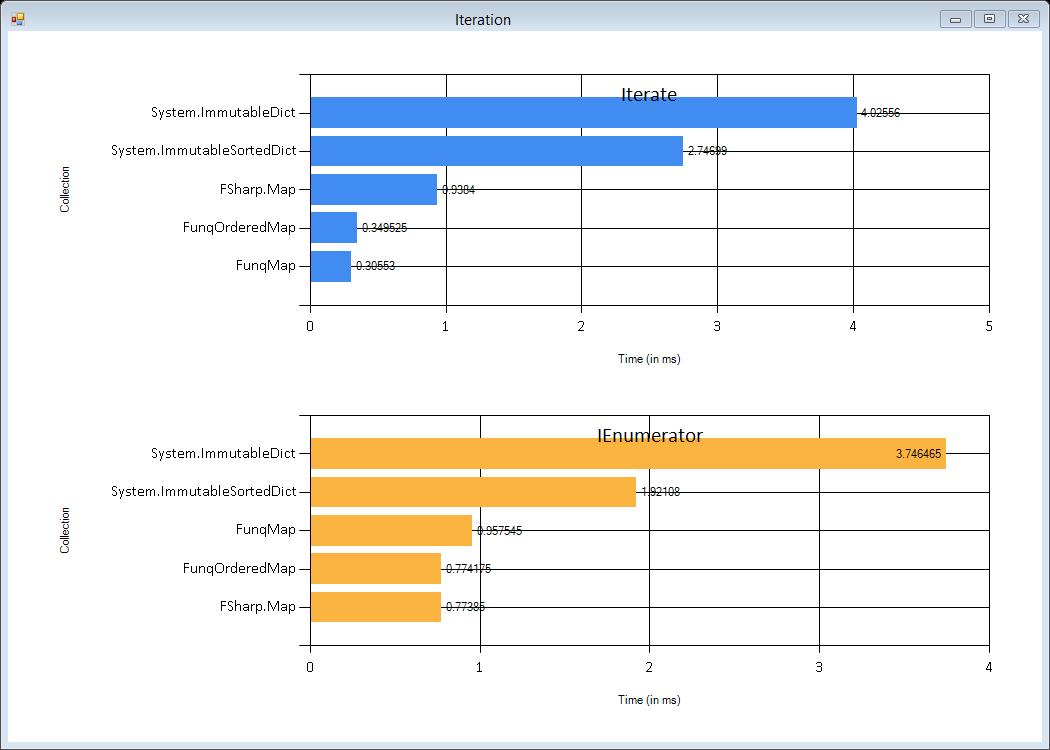 Iteration
Iterate
System.ImmutableDict 4.02556
System.ImmutableSortedDict 2.74699
FSharp.Map 0.9384
FunqOrderedMap 0.349525
FunqMap 0.30553
Collection
0 1 2 3 4 5
Time (in ms)
IEnumerator
System.ImmutableDict 3.746465
System.ImmutableSortedDict 1.92108
FunqMap 0.957545
FunqOrderedMap 0.774175
FSharp.Map 0.77385
Collection
0 1 2 3 4
Time (in ms)